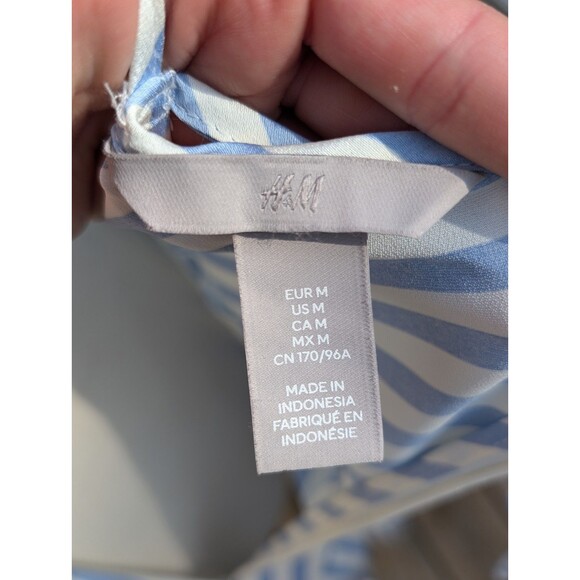 H&M
EUR M
US M
CA M
MX M
CN 170/96A
MADE IN
INDONESIA
FABRIQUÉ EN
INDONÉSIE